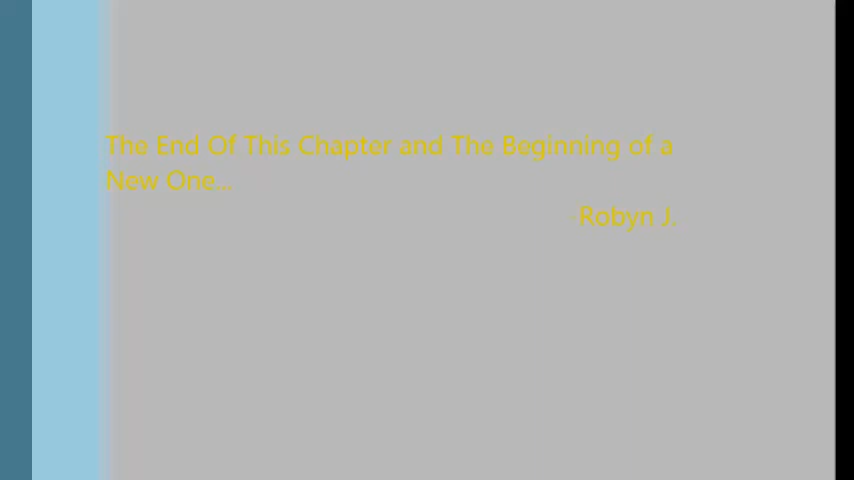 The End Of This Chapter and The Beginning of a
New One...
-Robyn J.